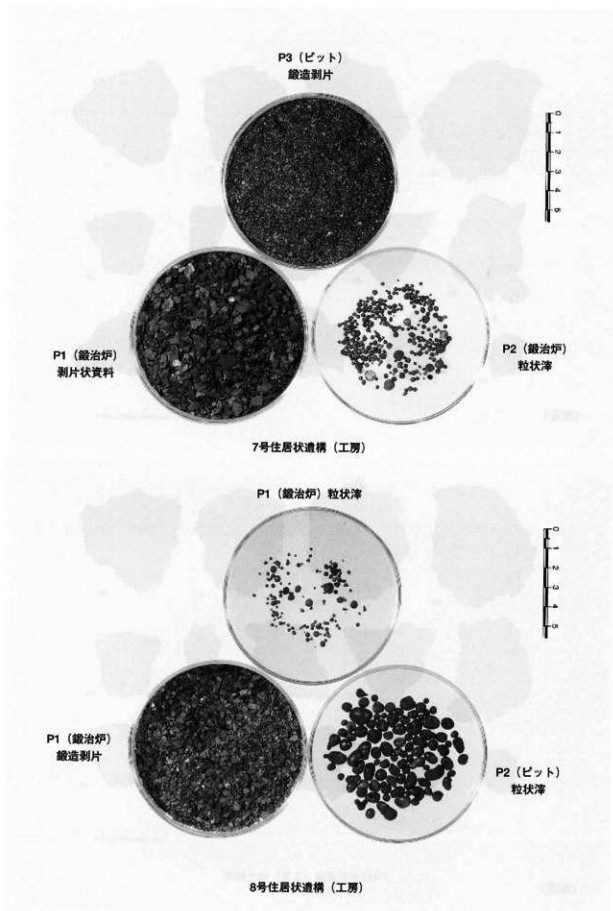 P3（ピット）
鍛造剥片
0
1
2
3
4
5
P1（鍛冶炉）
剥片状資料
P2（鍛冶炉）
粒状滓
7号住居状遺構（工房）
P1（鍛冶炉）粒状滓
0
1
2
3
4
5
P1（鍛冶炉）
鍛造剥片
P2（ピット）
粒状滓
8号住居状遺構（工房）